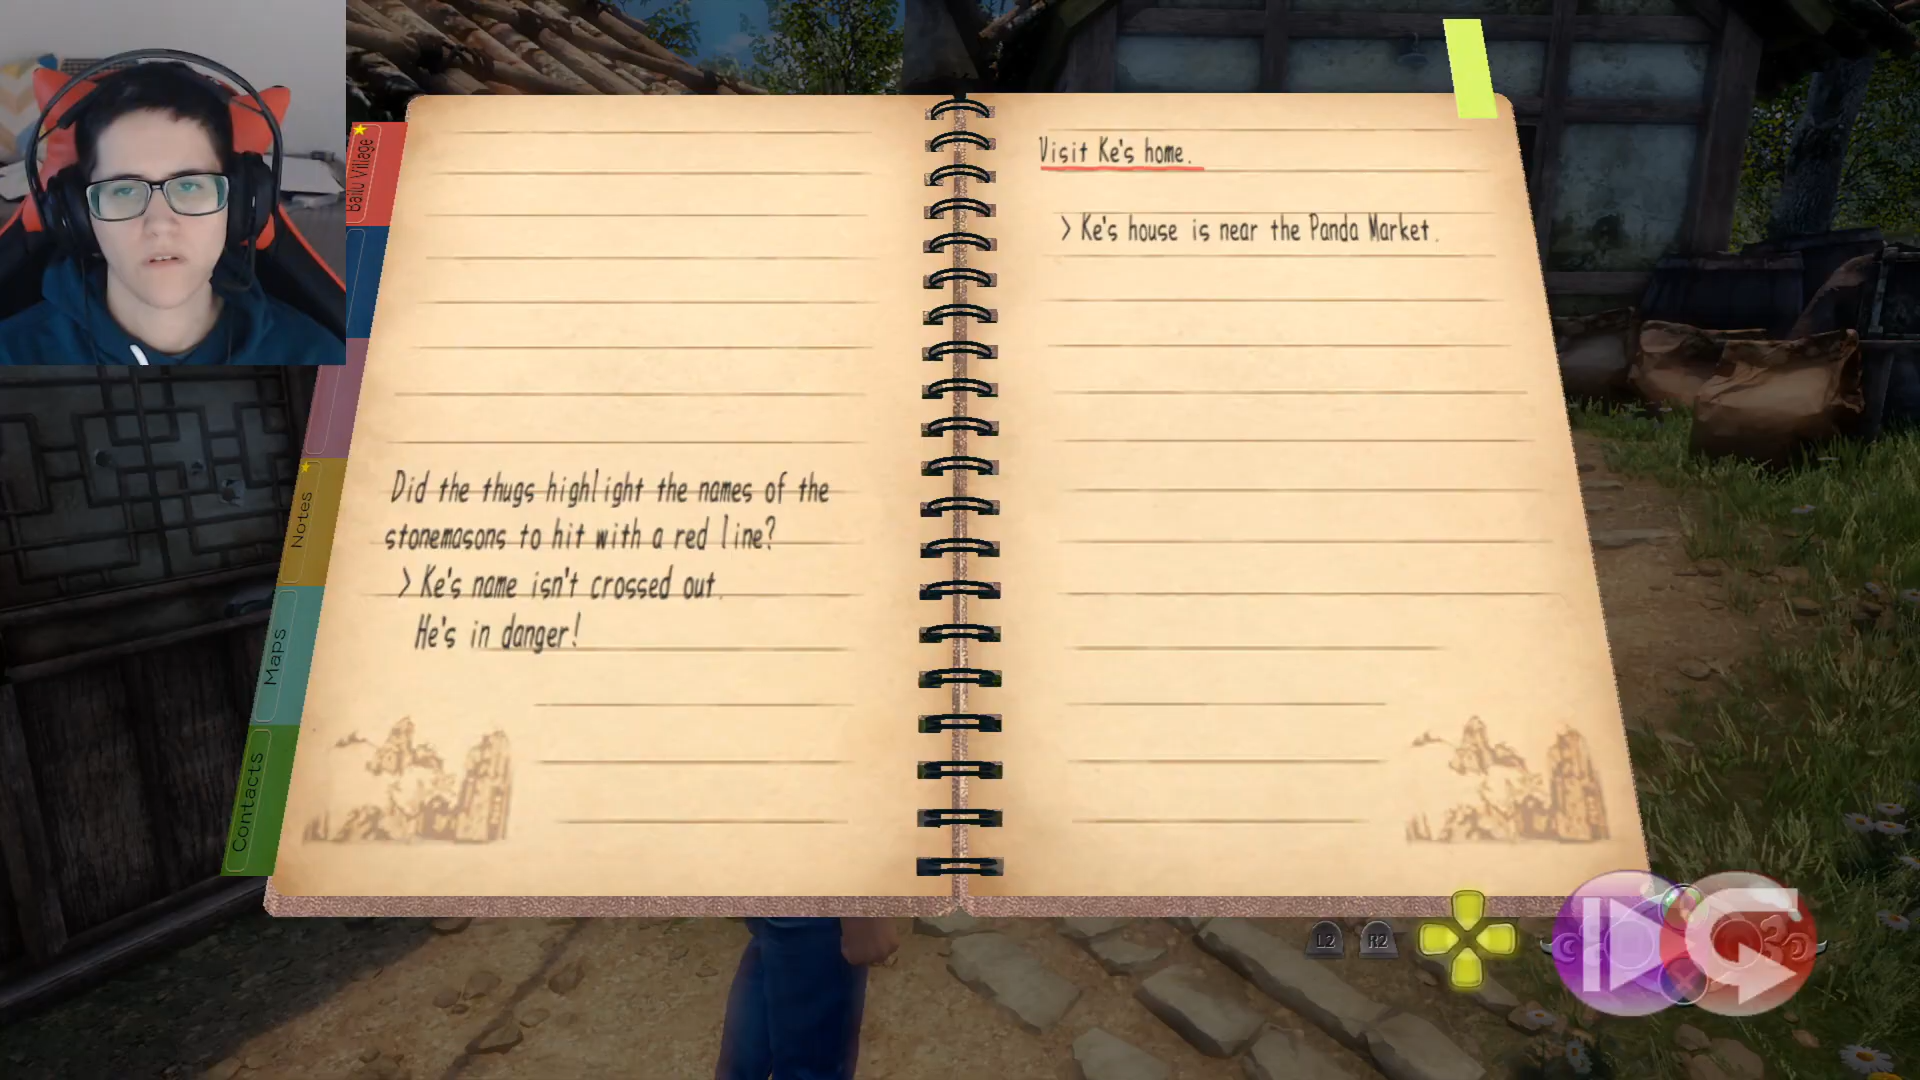 Bailu Village
Notes
Maps
Contacts
Did the thugs highlight the names of the
stonemasons to hit with a red line?
> Ke's name isn't crossed out.
He's in danger!
Visit Ke's home.
> Ke's house is near the Panda Market.
L2
R2